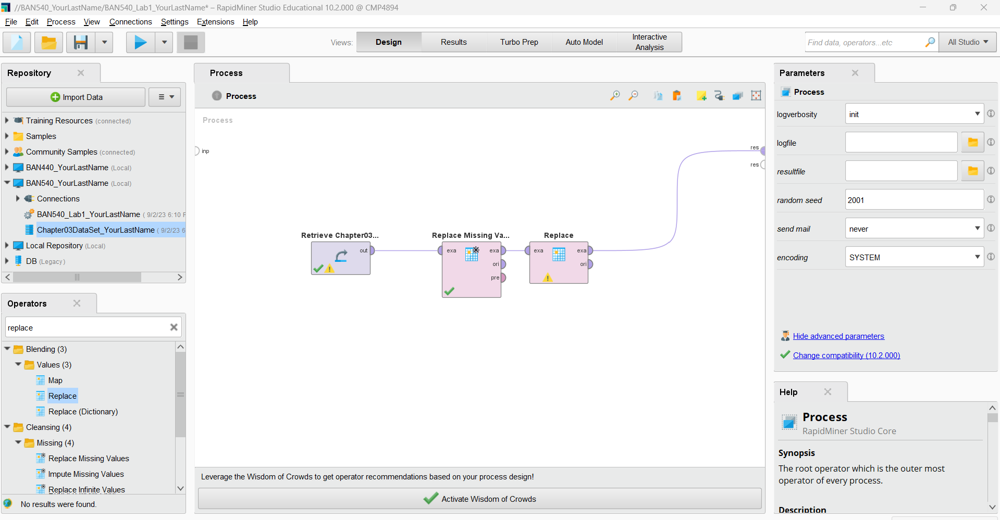 //BAN540_YourLastName/BAN540_Lab1_YourLastName* – RapidMiner Studio Educational 10.2.000 @ CMP4894
File Edit Process View Connections Settings Extensions Help
Views: Design Results Turbo Prep Auto Model Interactive Analysis
Find data, operators...etc All Studio
Repository
Import Data
Training Resources (connected)
Samples
Community Samples (connected)
BAN440_YourLastName (Local)
BAN540_YourLastName (Local)
Connections
BAN540_Lab1_YourLastName ( 9/2/23 6:10 P
Chapter03DataSet_YourLastName ( 9/2/23 6
Local Repository (Local)
DB (Legacy)
Operators
replace
Blending (3)
Values (3)
Map
Replace
Replace (Dictionary)
Cleansing (4)
Missing (4)
Replace Missing Values
Impute Missing Values
Replace Infinite Values
No results were found.
Process
Process
Process
inp
res
res
Retrieve Chapter03...
out
Replace Missing Va...
exa exa
ori
pre
Replace
exa exa
ori
Leverage the Wisdom of Crowds to get operator recommendations based on your process design!
Activate Wisdom of Crowds
Parameters
Process
logverbosity init
logfile
resultfile
random seed 2001
send mail never
encoding SYSTEM
Hide advanced parameters
Change compatibility (10.2.000)
Help
Process
RapidMiner Studio Core
Synopsis
The root operator which is the outer most
operator of every process.
Description